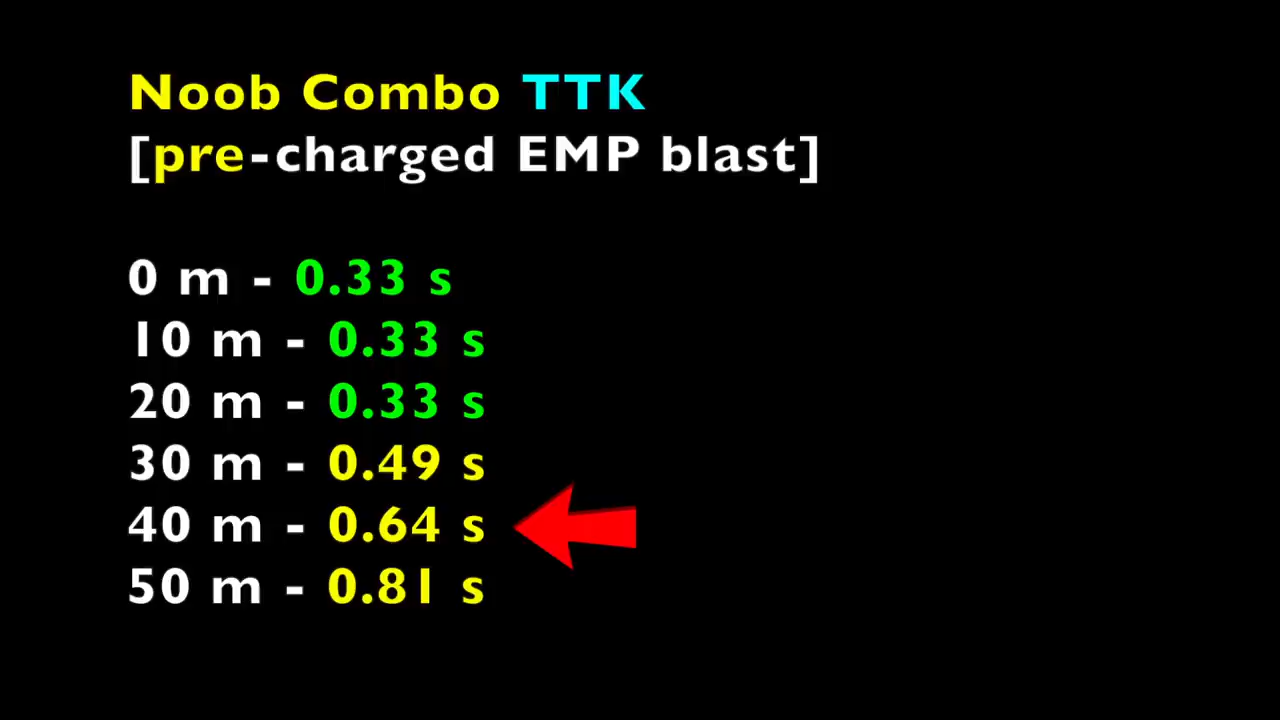 Noob Combo TTK
[pre-charged EMP blast]
0 m - 0.33 s
10 m - 0.33 s
20 m - 0.33 s
30 m - 0.49 s
40 m - 0.64 s
50 m - 0.81 s